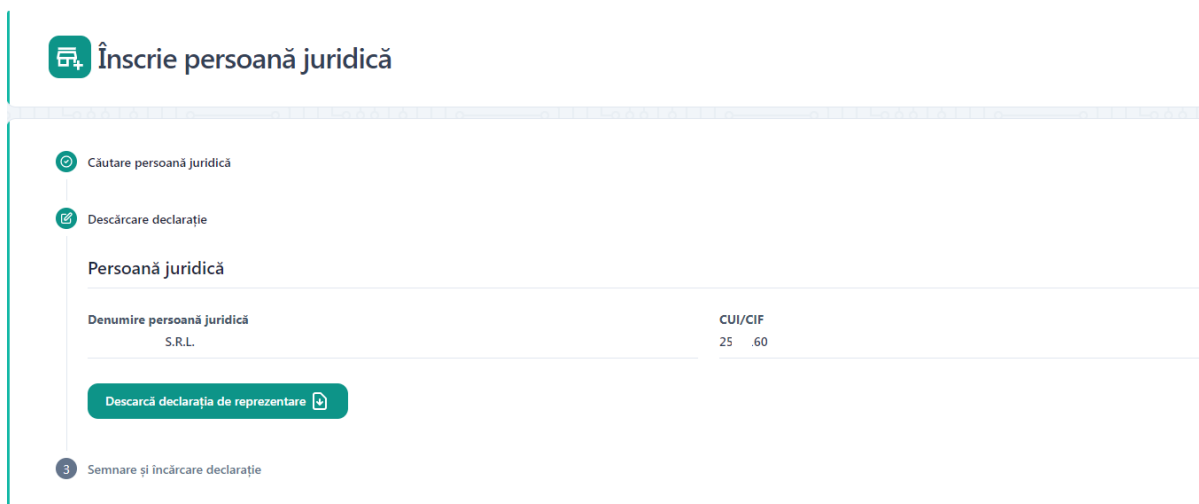 Înscrie persoană juridică
Căutare persoană juridică
Descărcare declarație
Persoană juridică
Denumire persoană juridică
CUI/CIF
S.R.L.
25 .60
Descarcă declarația de reprezentare
3
Semnare și încărcare declarație